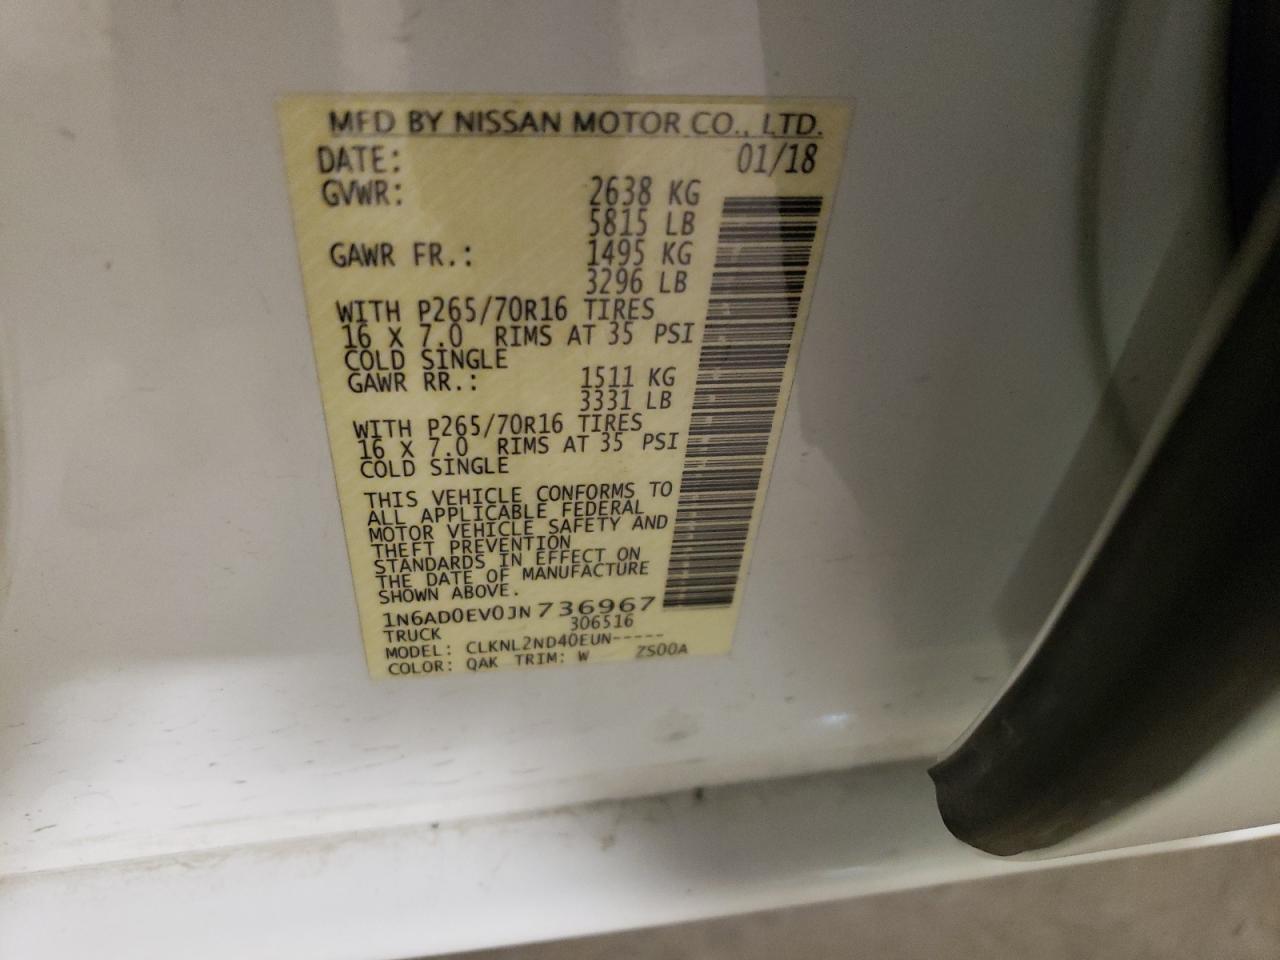 MFD BY NISSAN MOTOR CO., LTD.
DATE: 01/18
GVWR: 2638 KG
5815 LB
GAWR FR.: 1495 KG
3296 LB
WITH P265/70R16 TIRES
16 X 7.0 RIMS AT 35 PSI
COLD SINGLE
GAWR RR.: 1511 KG
3331 LB
WITH P265/70R16 TIRES
16 X 7.0 RIMS AT 35 PSI
COLD SINGLE
THIS VEHICLE CONFORMS TO
ALL APPLICABLE FEDERAL
MOTOR VEHICLE SAFETY AND
THEFT PREVENTION
STANDARDS IN EFFECT ON
THE DATE OF MANUFACTURE
SHOWN ABOVE.
1N6AD0EV0JN736967
TRUCK 306516
MODEL: CLKNL2ND40EUN-----
COLOR: QAK TRIM: W ZS00A